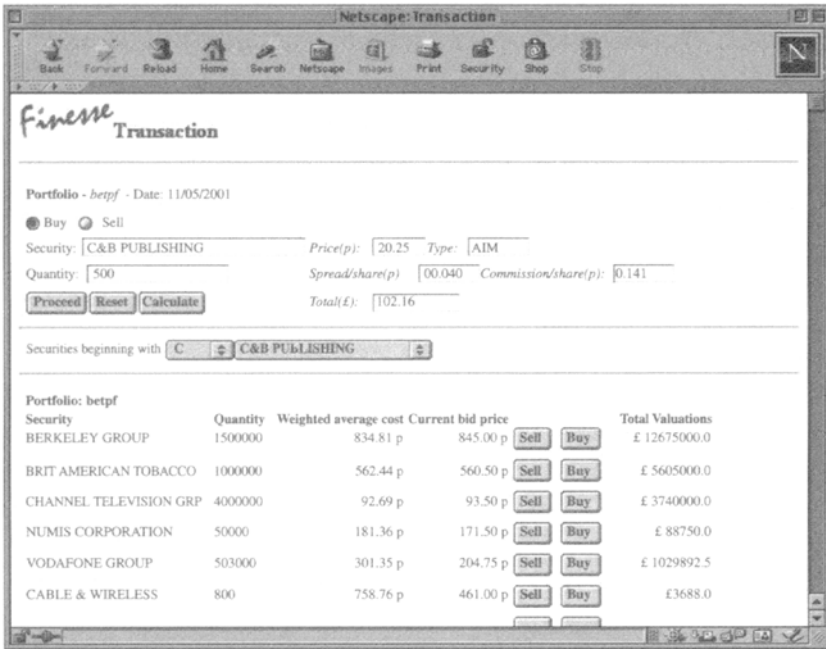 Netscape: Transaction
Back Forward Reload Home Search Netscape Images Print Security Shop Stop
N
Finesse Transaction
Portfolio - betpf - Date: 11/05/2001
Buy Sell
Security: C&B PUBLISHING Price(p): 20.25 Type: AIM
Quantity: 500 Spread/share(p) 00.040 Commission/share(p): 0.141
Proceed Reset Calculate Total(£): 102.16
Securities beginning with C C&B PUBLISHING
Portfolio: betpf
Security Quantity Weighted average cost Current bid price Total Valuations
BERKELEY GROUP 1500000 834.81 p 845.00 p Sell Buy £ 12675000.0
BRIT AMERICAN TOBACCO 1000000 562.44 p 560.50 p Sell Buy £ 5605000.0
CHANNEL TELEVISION GRP 4000000 92.69 p 93.50 p Sell Buy £ 3740000.0
NUMIS CORPORATION 50000 181.36 p 171.50 p Sell Buy £ 88750.0
VODAFONE GROUP 503000 301.35 p 204.75 p Sell Buy £ 1029892.5
CABLE & WIRELESS 800 758.76 p 461.00 p Sell Buy £3688.0